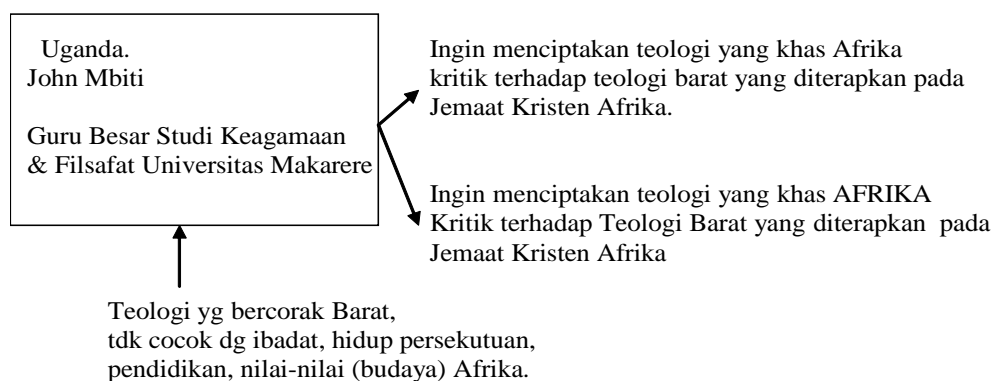 Uganda.
John Mbiti
Guru Besar Studi Keagamaan
& Filsafat Universitas Makarere
Ingin menciptakan teologi yang khas Afrika
kritik terhadap teologi barat yang diterapkan pada
Jemaat Kristen Afrika.
Ingin menciptakan teologi yang khas AFRIKA
Kritik terhadap Teologi Barat yang diterapkan pada
Jemaat Kristen Afrika
Teologi yg bercorak Barat,
tdk cocok dg ibadat, hidup persekutuan,
pendidikan, nilai-nilai (budaya) Afrika.